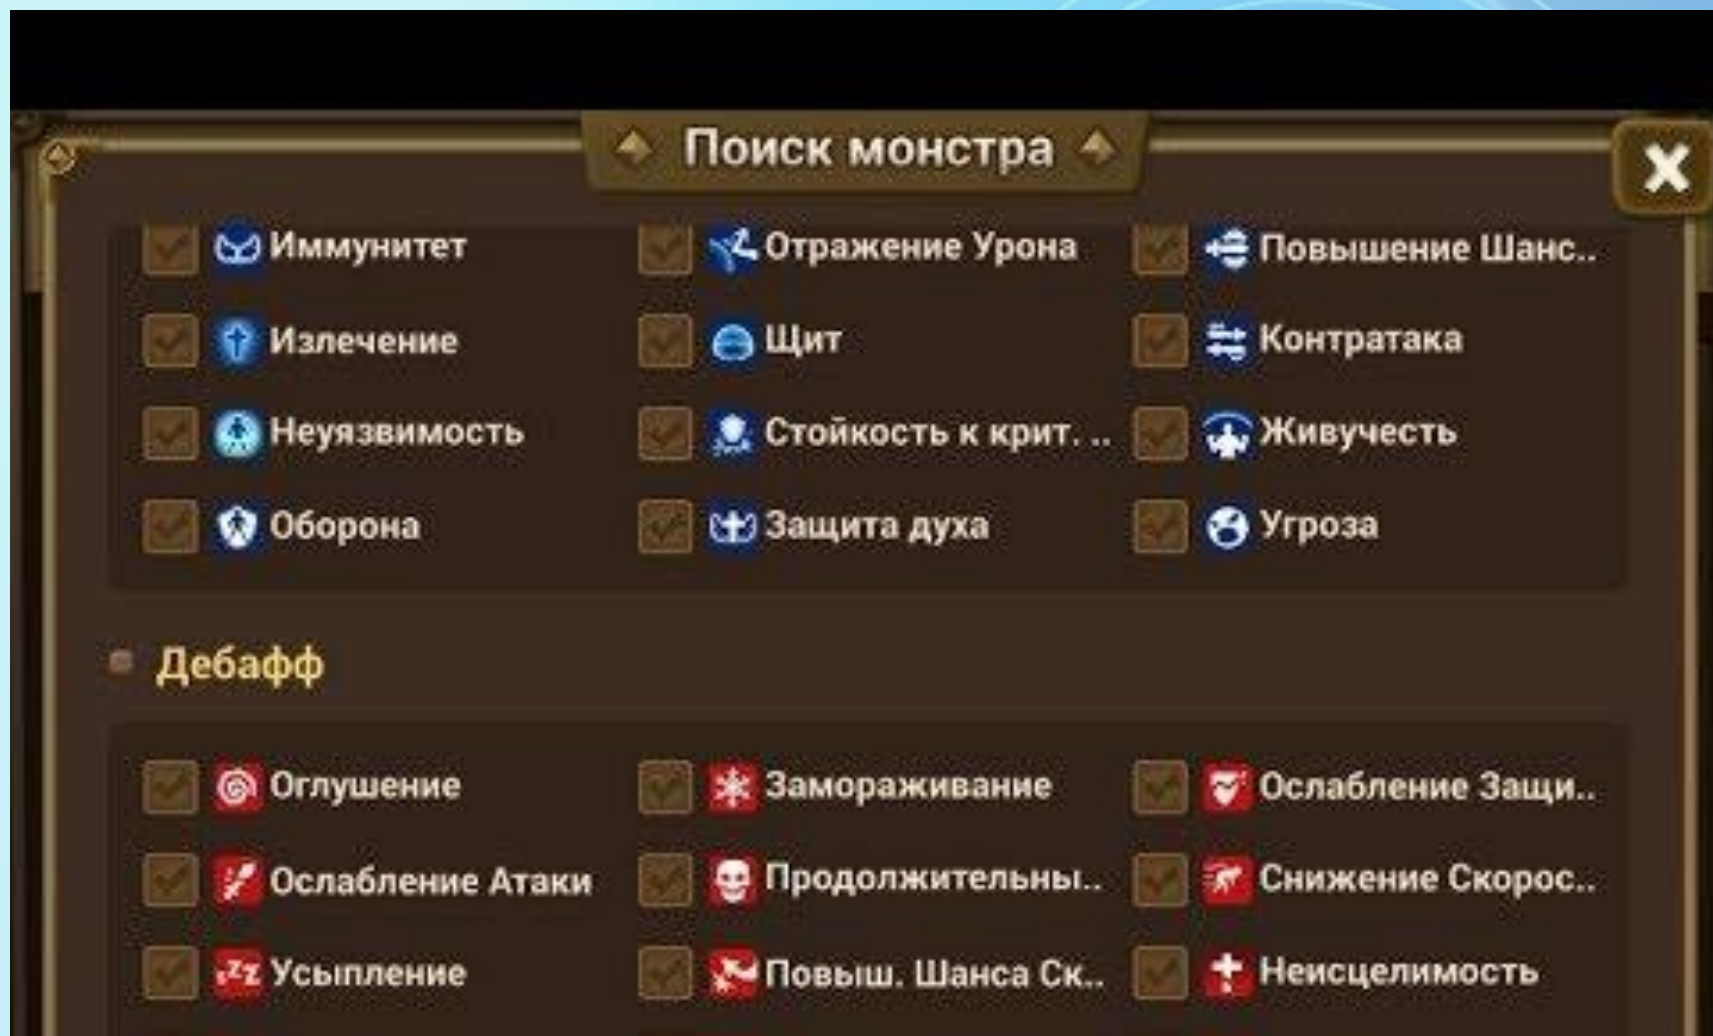 Поиск монстра
Иммунитет Отражение Урона Повышение Шанс..
Излечение Щит Контратака
Неуязвимость Стойкость к крит. .. Живучесть
Оборона Защита духа Угроза
Дебафф
Оглушение Замораживание Ослабление Защи..
Ослабление Атаки Продолжительны.. Снижение Скорос..
Усыпление Повыш. Шанса Ск.. Неисцелимость